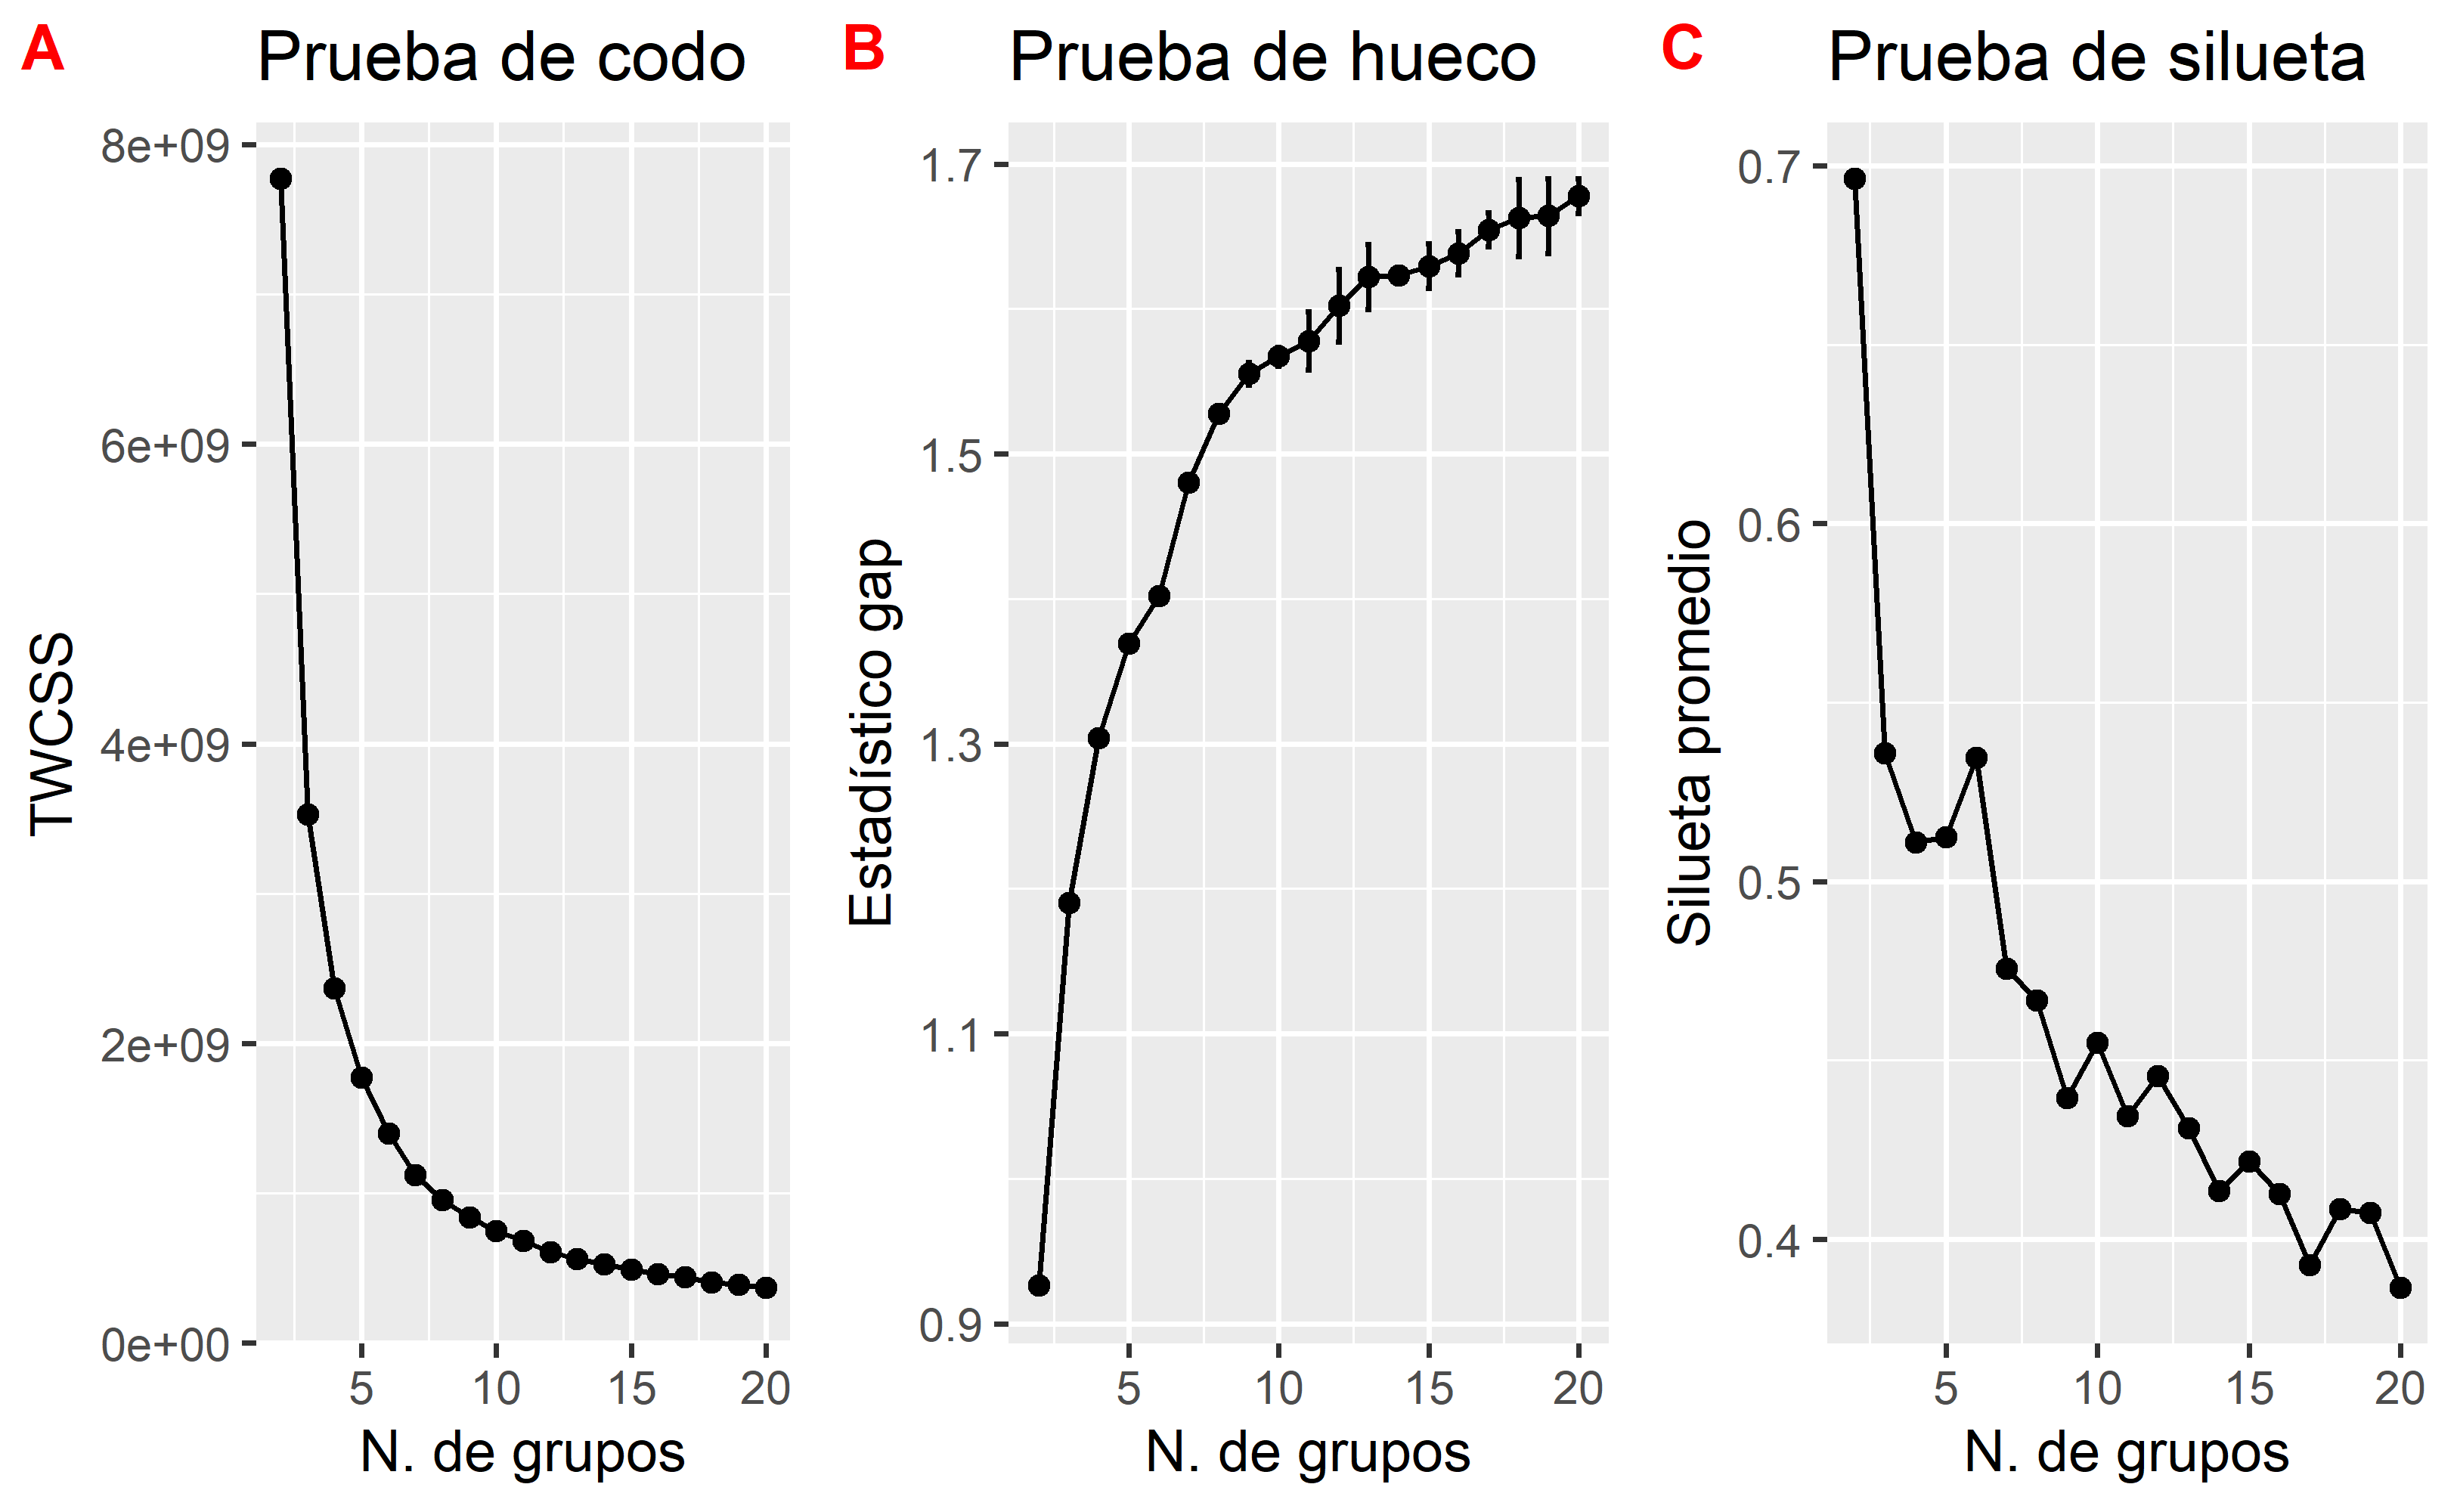 A
Prueba de codo
8e+09
6e+09
4e+09
2e+09
0e+00
TWCSS
5 10 15 20
N. de grupos
B
Prueba de hueco
1.7
1.5
1.3
1.1
0.9
Estadístico gap
5 10 15 20
N. de grupos
C
Prueba de silueta
0.7
0.6
0.5
0.4
Silueta promedio
5 10 15 20
N. de grupos